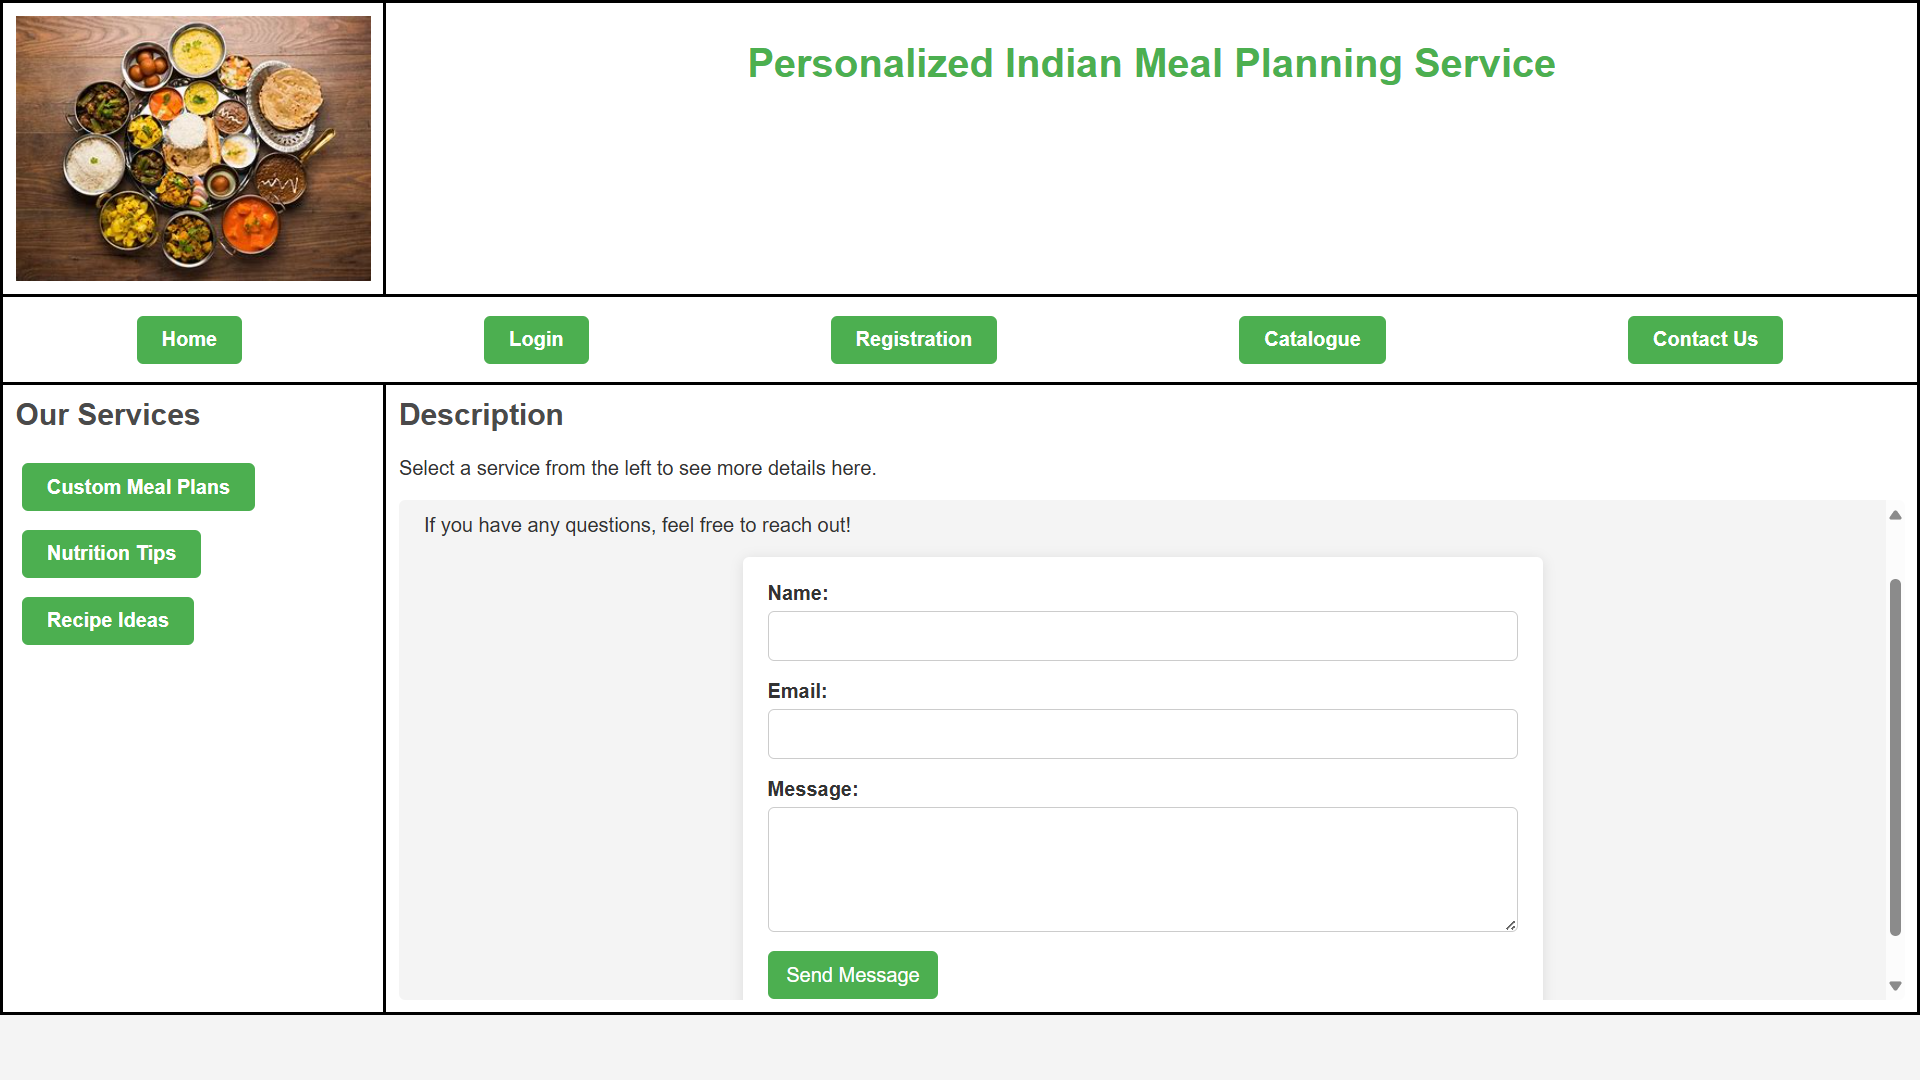 Personalized Indian Meal Planning Service
Home
Login
Registration
Catalogue
Contact Us
Our Services
Custom Meal Plans
Nutrition Tips
Recipe Ideas
Description
Select a service from the left to see more details here.
If you have any questions, feel free to reach out!
Name:
Email:
Message:
Send Message